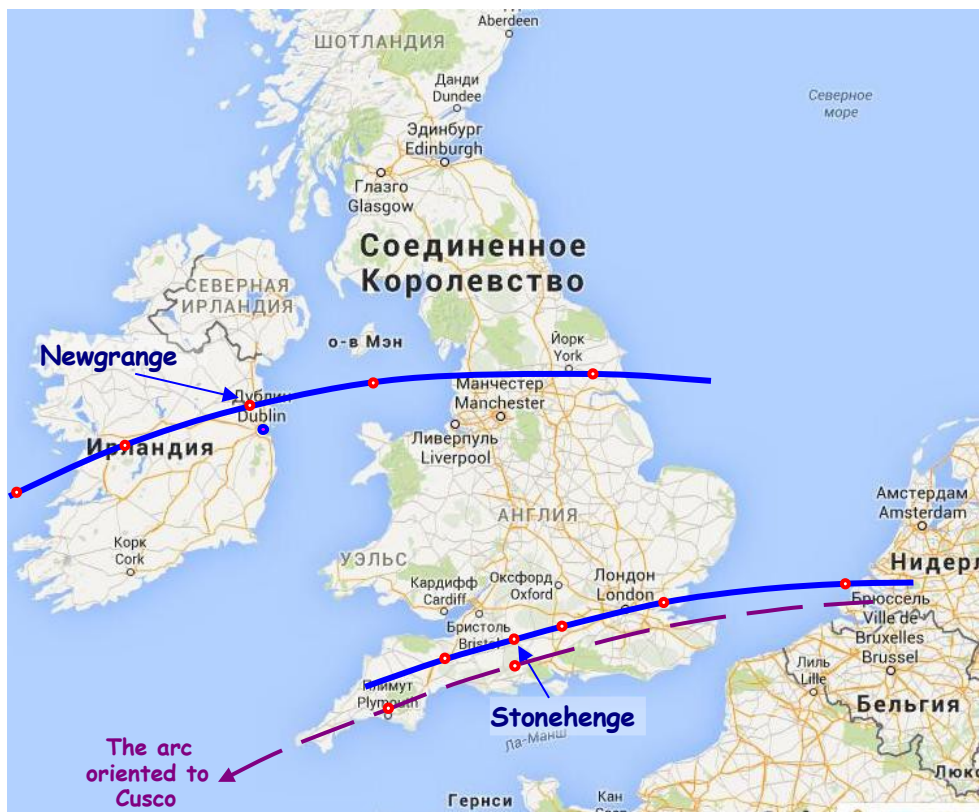 Aberdeen
ШОТЛАНДИЯ
Данди
Dundee
Северное
море
Эдинбург
Edinburgh
Глазго
Glasgow
Соединенное
Королевство
СЕВЕРНАЯ
ИРЛАНДИЯ
о-в Мэн
Йорк
York
Newgrange
Манчестер
Manchester
Дублин
Dublin
Ливерпуль
Liverpool
Ирландия
Амстердам
Amsterdam
АНГЛИЯ
Корк
Cork
УЭЛЬС
Нидерл
Кардифф
Cardiff
Оксфорд
Oxford
Лондон
London
Бристоль
Bristol
Брюссель
Ville de
Bruxelles
Brussel
Лилль
Lille
Плимут
Plymouth
Stonehenge
Бельгия
Ла-Манш
The arc
oriented to
Cusco
Люкс
Гернси
Кан